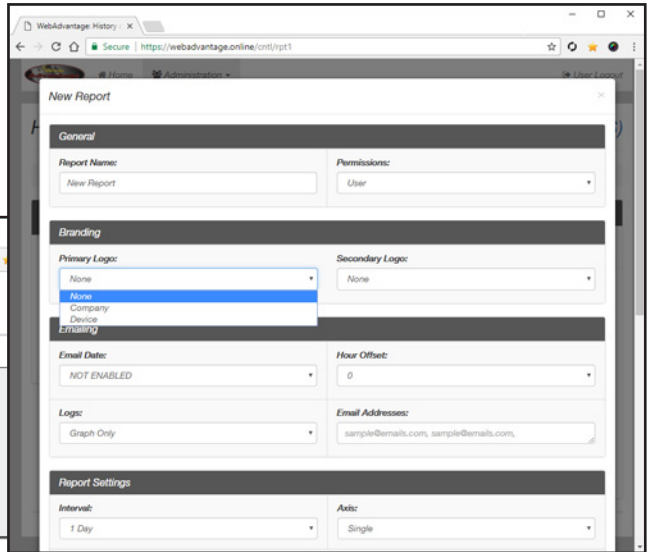 WebAdvantage: History
Secure | https://webadvantage.online/cntl/rpt1
Home Administration User Logout
New Report ×
General
Report Name: Permissions:
New Report User
Branding
Primary Logo: Secondary Logo:
None None
None
Company
Device
Emailing
Email Date: Hour Offset:
NOT ENABLED 0
Logs: Email Addresses:
Graph Only sample@emails.com, sample@emails.com,
Report Settings
Interval: Axis:
1 Day Single